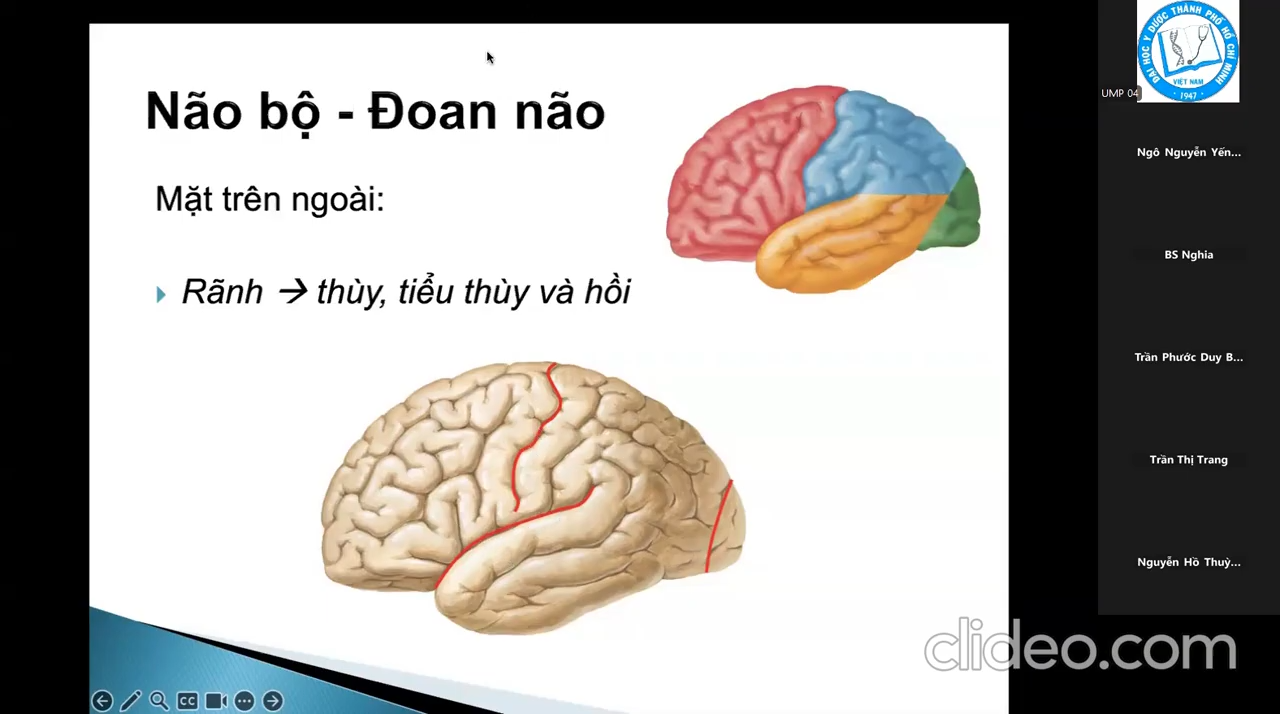 Não bộ - Đoan não
Mặt trên ngoài:
Rãnh → thùy, tiểu thùy và hồi
CC
ĐẠI HỌC Y DƯỢC THÀNH PHỐ HỒ CHÍ MINH
VIỆT NAM
1947
UMP 04
Ngô Nguyễn Yến...
BS Nghia
Trần Phước Duy B...
Trần Thị Trang
Nguyễn Hồ Thuỳ...
clideo.com